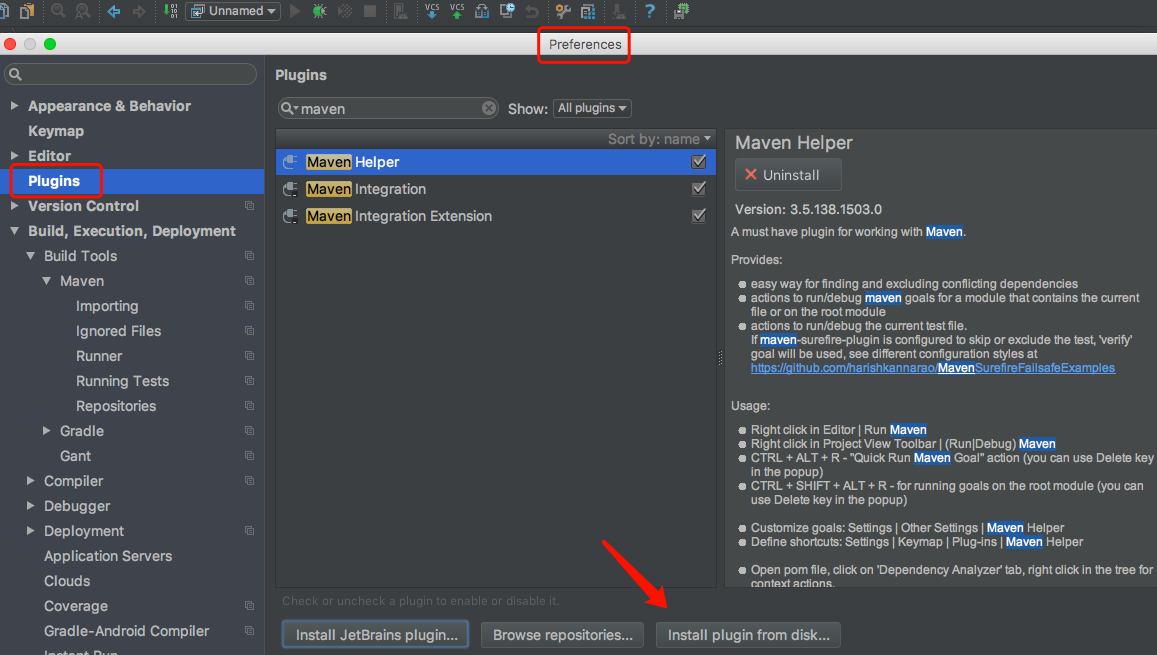 Unnamed
VCS
VCS
Preferences
Appearance & Behavior
Keymap
Editor
Plugins
Version Control
Build, Execution, Deployment
Build Tools
Maven
Importing
Ignored Files
Runner
Running Tests
Repositories
Gradle
Gant
Compiler
Debugger
Deployment
Application Servers
Clouds
Coverage
Gradle-Android Compiler
Instant Run
Plugins
maven
Show: All plugins
Sort by: name
Maven Helper
Maven Integration
Maven Integration Extension
Check or uncheck a plugin to enable or disable it.
Install JetBrains plugin...
Browse repositories...
Install plugin from disk...
Maven Helper
Uninstall
Version: 3.5.138.1503.0
A must have plugin for working with Maven.
Provides:
easy way for finding and excluding conflicting dependencies
actions to run/debug maven goals for a module that contains the current
file or on the root module
actions to run/debug the current test file.
If maven-surefire-plugin is configured to skip or exclude the test, 'verify'
goal will be used, see different configuration styles at
https://github.com/harishkannarao/MavenSurefireFailsafeExamples
Usage:
Right click in Editor | Run Maven
Right click in Project View Toolbar | (Run|Debug) Maven
CTRL + ALT + R - "Quick Run Maven Goal" action (you can use Delete key
in the popup)
CTRL + SHIFT + ALT + R - for running goals on the root module (you can
use Delete key in the popup)
Customize goals: Settings | Other Settings | Maven Helper
Define shortcuts: Settings | Keymap | Plug-ins | Maven Helper
Open pom file, click on 'Dependency Analyzer' tab, right click in the tree for
context actions.